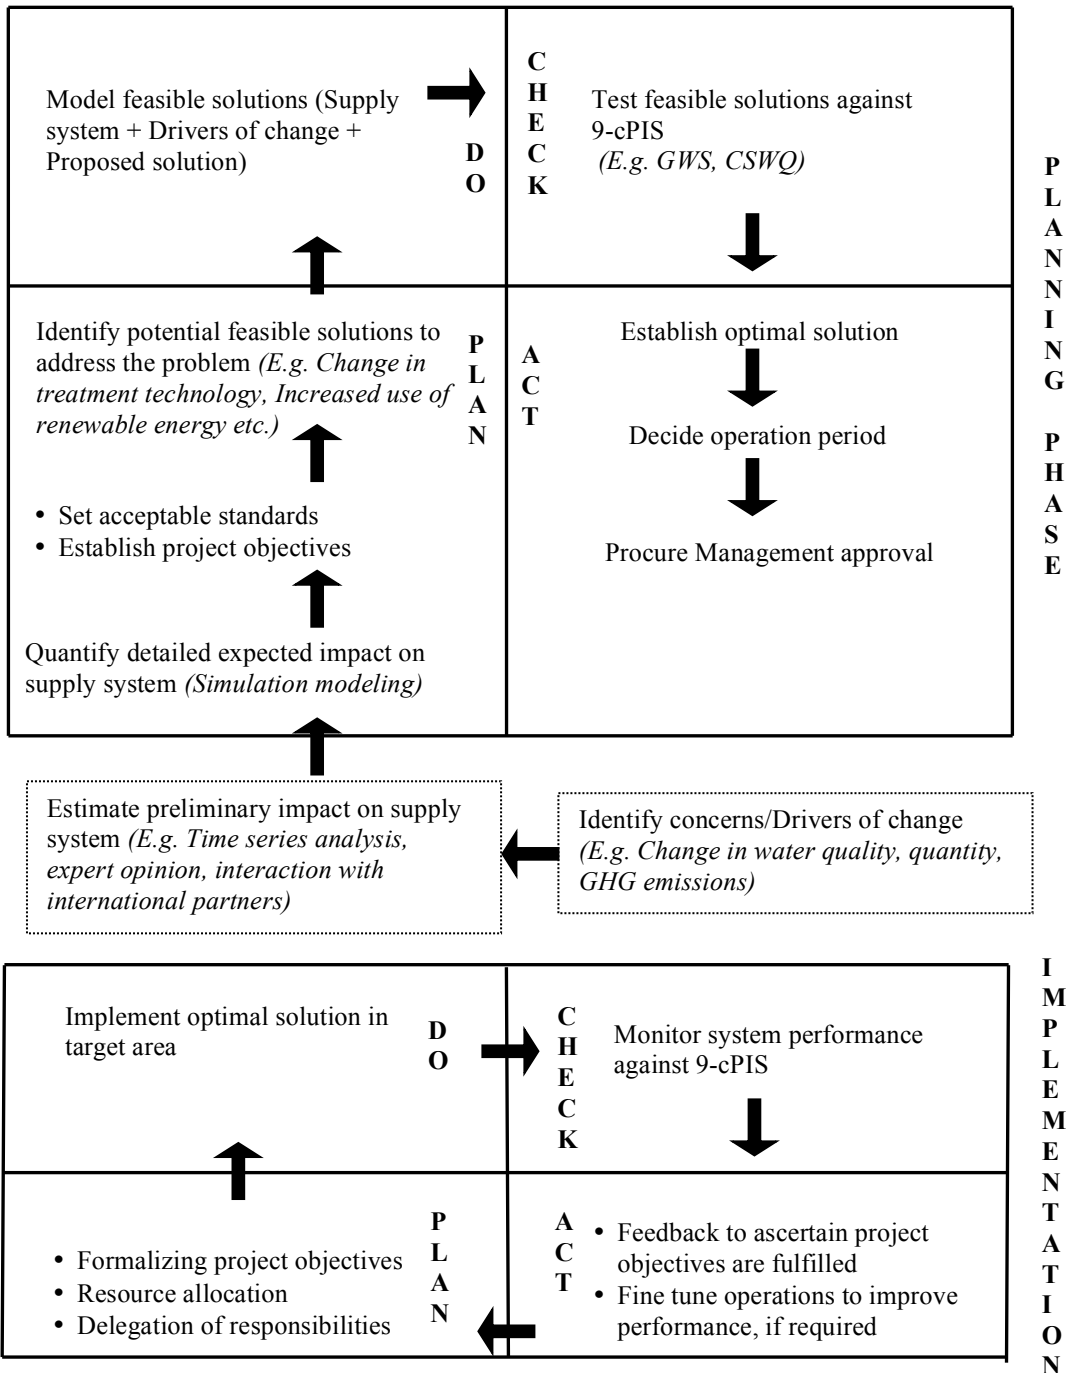 Model feasible solutions (Supply
system + Drivers of change +
Proposed solution)
DO
CHECK
Test feasible solutions against
9-cPIS
(E.g. GWS, CSWQ)
Identify potential feasible solutions to
address the problem (E.g. Change in
treatment technology, Increased use of
renewable energy etc.)
• Set acceptable standards
• Establish project objectives
Quantify detailed expected impact on
supply system (Simulation modeling)
PLAN
ACT
Establish optimal solution
Decide operation period
Procure Management approval
PLANNING PHASE
Estimate preliminary impact on supply
system (E.g. Time series analysis,
expert opinion, interaction with
international partners)
Identify concerns/Drivers of change
(E.g. Change in water quality, quantity,
GHG emissions)
Implement optimal solution in
target area
DO
CHECK
Monitor system performance
against 9-cPIS
• Formalizing project objectives
• Resource allocation
• Delegation of responsibilities
PLAN
ACT
• Feedback to ascertain project
objectives are fulfilled
• Fine tune operations to improve
performance, if required
IMPLEMENTATION